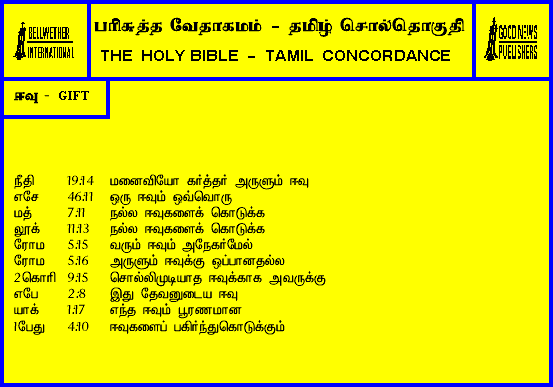 BELLWETHER
INTERNATIONAL
பரிசுத்த வேதாகமம் - தமிழ் சொல்தொகுதி
THE HOLY BIBLE - TAMIL CONCORDANCE
GOOD NEWS
PUBLISHERS
ஈவு - GIFT
நீதி 19:14 மனைவியோ கர்த்தர் அருளும் ஈவு
எசே 46:11 ஒரு ஈவும் ஒவ்வொரு
மத் 7:11 நல்ல ஈவுகளைக் கொடுக்க
லூக் 11:13 நல்ல ஈவுகளைக் கொடுக்க
ரோம 5:15 வரும் ஈவும் அநேகர்மேல்
ரோம 5:16 அருளும் ஈவுக்கு ஒப்பானதல்ல
2கொரி 9:15 சொல்லிமுடியாத ஈவுக்காக அவருக்கு
எபே 2:8 இது தேவனுடைய ஈவு
யாக் 1:17 எந்த ஈவும் பூரணமான
1பேது 4:10 ஈவுகளைப் பகிர்ந்துகொடுக்கும்